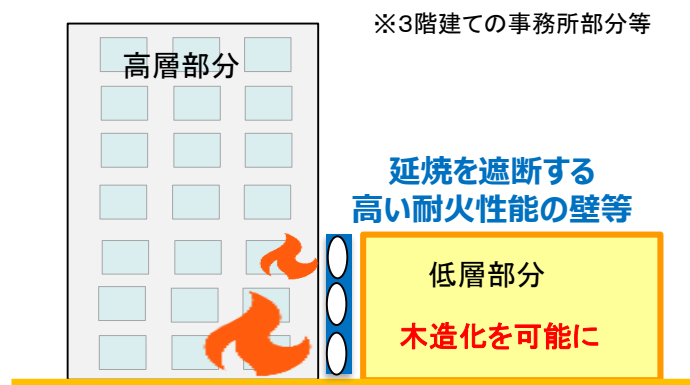 ※3階建ての事務所部分等
高層部分
延焼を遮断する
高い耐火性能の壁等
低層部分
木造化を可能に